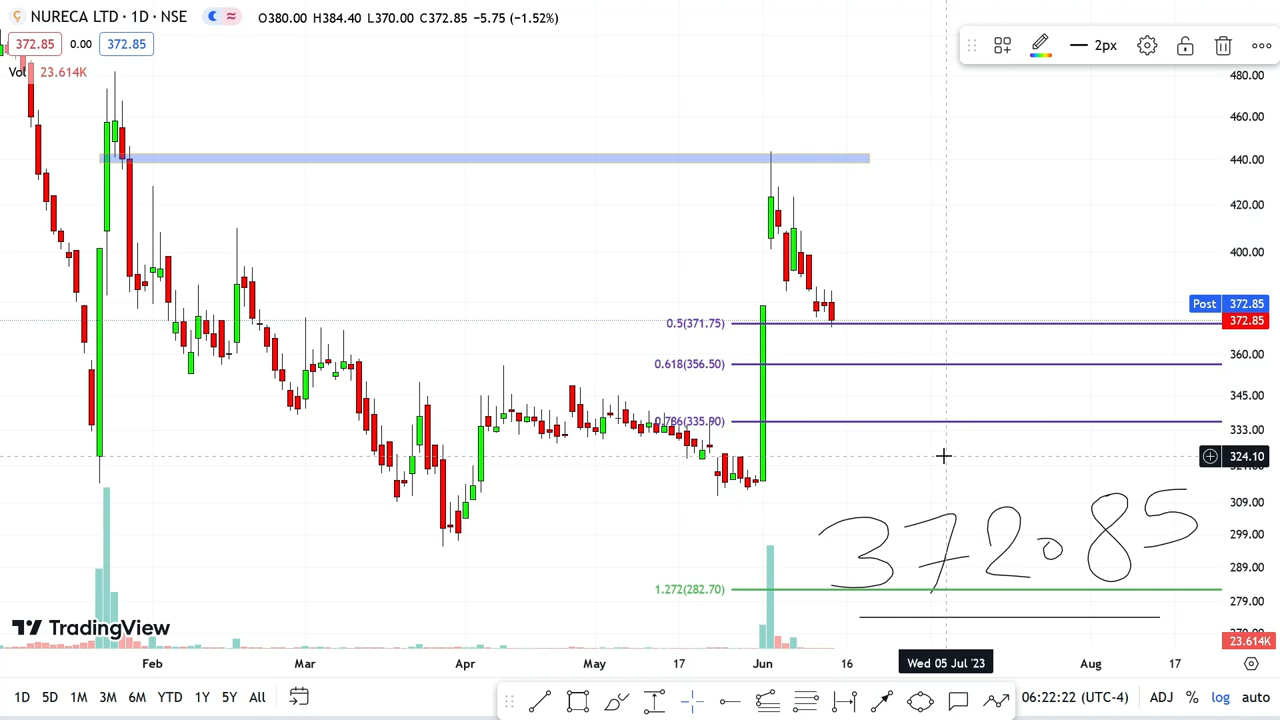 NURECA LTD · 1D · NSE
O380.00 H384.40 L370.00 C372.85 −5.75 (−1.52%)
372.85 0.00 372.85
2px
Vol 23.614K
480.00
460.00
440.00
420.00
400.00
Post 372.85
372.85
0.5(371.75)
360.00
0.618(356.50)
345.00
0.786(335.90)
333.00
324.10
309.00
299.00
372.85
289.00
1.272(282.70)
279.00
TradingView
23.614K
Feb Mar Apr May 17 Jun 16 Wed 05 Jul '23 Aug 17
1D 5D 1M 3M 6M YTD 1Y 5Y All
06:22:22 (UTC-4) ADJ % log auto